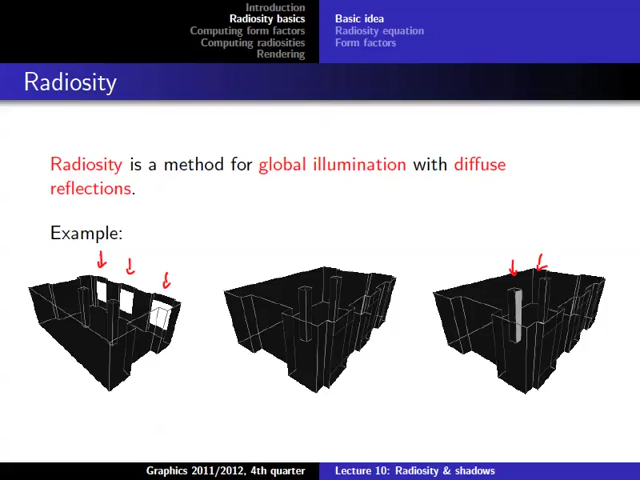 Introduction
Radiosity basics
Computing form factors
Computing radiosities
Rendering
Basic idea
Radiosity equation
Form factors
Radiosity
Radiosity is a method for global illumination with diffuse
reflections.
Example:
Graphics 2011/2012, 4th quarter
Lecture 10: Radiosity & shadows